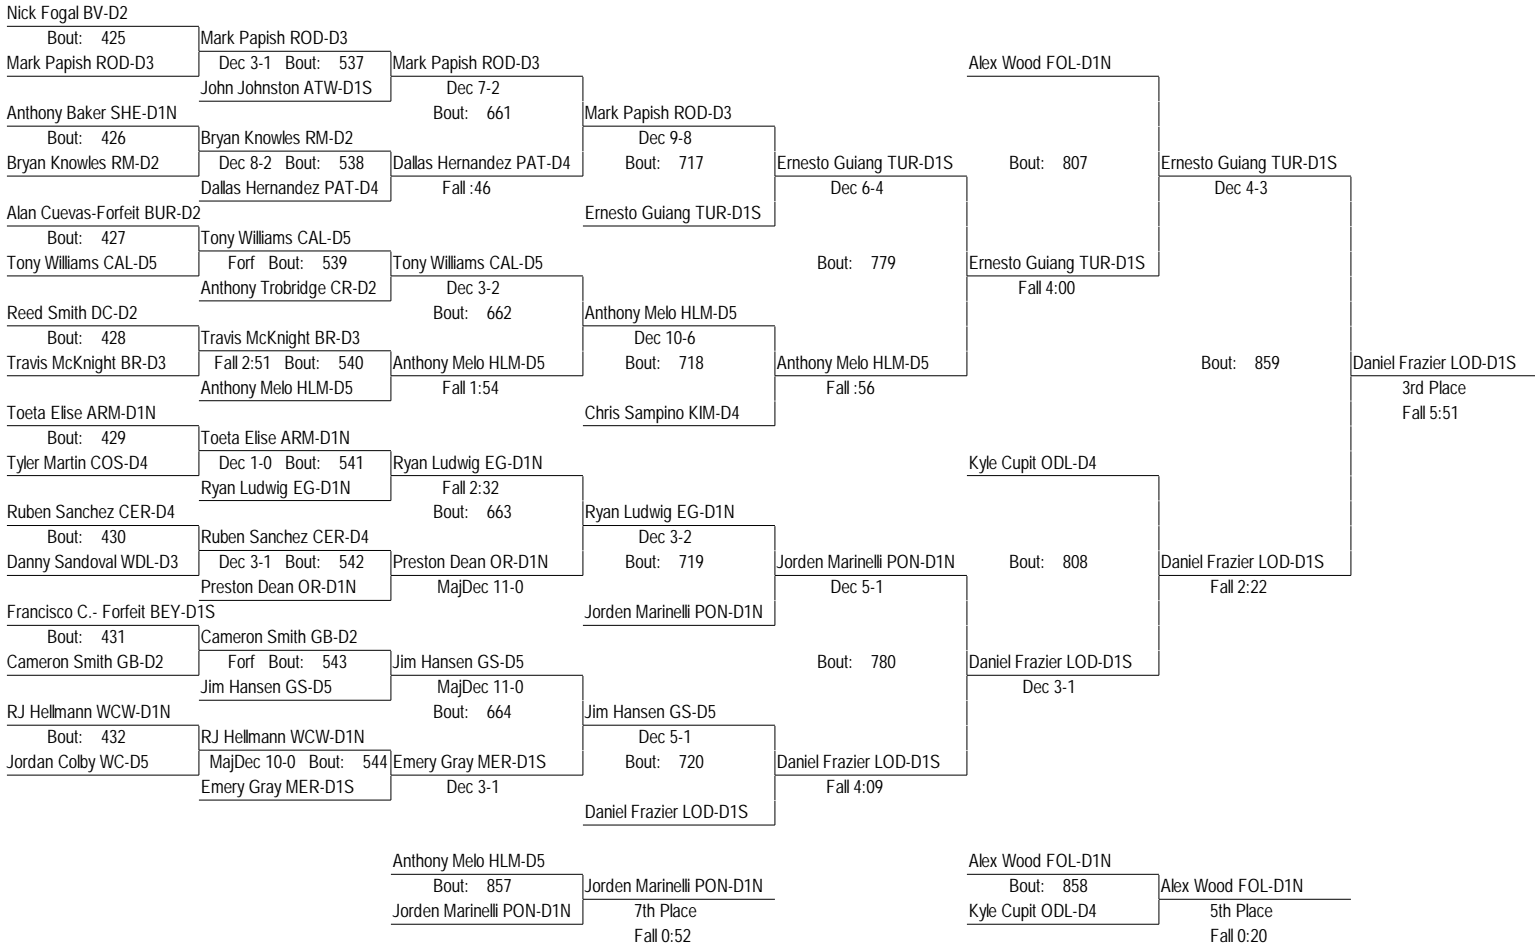 Nick Fogal BV-D2
Bout: 425 Mark Papish ROD-D3
Mark Papish ROD-D3 Dec 3-1 Bout: 537 Mark Papish ROD-D3 Alex Wood FOL-D1N
John Johnston ATW-D1S Dec 7-2
Anthony Baker SHE-D1N Bout: 661 Mark Papish ROD-D3
Bout: 426 Bryan Knowles RM-D2 Dec 9-8
Bryan Knowles RM-D2 Dec 8-2 Bout: 538 Dallas Hernandez PAT-D4 Bout: 717 Ernesto Guiang TUR-D1S Bout: 807 Ernesto Guiang TUR-D1S
Dallas Hernandez PAT-D4 Fall :46 Dec 6-4 Dec 4-3
Alan Cuevas-Forfeit BUR-D2 Ernesto Guiang TUR-D1S
Bout: 427 Tony Williams CAL-D5
Tony Williams CAL-D5 Forf Bout: 539 Tony Williams CAL-D5 Bout: 779 Ernesto Guiang TUR-D1S
Anthony Trobridge CR-D2 Dec 3-2 Fall 4:00
Reed Smith DC-D2 Bout: 662 Anthony Melo HLM-D5
Bout: 428 Travis McKnight BR-D3 Dec 10-6
Travis McKnight BR-D3 Fall 2:51 Bout: 540 Anthony Melo HLM-D5 Bout: 718 Anthony Melo HLM-D5 Bout: 859 Daniel Frazier LOD-D1S
Anthony Melo HLM-D5 Fall 1:54 Fall :56 3rd Place
Toeta Elise ARM-D1N Chris Sampino KIM-D4 Fall 5:51
Bout: 429 Toeta Elise ARM-D1N
Tyler Martin COS-D4 Dec 1-0 Bout: 541 Ryan Ludwig EG-D1N Kyle Cupit ODL-D4
Ryan Ludwig EG-D1N Fall 2:32
Ruben Sanchez CER-D4 Bout: 663 Ryan Ludwig EG-D1N
Bout: 430 Ruben Sanchez CER-D4 Dec 3-2
Danny Sandoval WDL-D3 Dec 3-1 Bout: 542 Preston Dean OR-D1N Bout: 719 Jorden Marinelli PON-D1N Bout: 808 Daniel Frazier LOD-D1S
Preston Dean OR-D1N MajDec 11-0 Dec 5-1 Fall 2:22
Francisco C.- Forfeit BEY-D1S Jorden Marinelli PON-D1N
Bout: 431 Cameron Smith GB-D2
Cameron Smith GB-D2 Forf Bout: 543 Jim Hansen GS-D5 Bout: 780 Daniel Frazier LOD-D1S
Jim Hansen GS-D5 MajDec 11-0 Dec 3-1
RJ Hellmann WCW-D1N Bout: 664 Jim Hansen GS-D5
Bout: 432 RJ Hellmann WCW-D1N Dec 5-1
Jordan Colby WC-D5 MajDec 10-0 Bout: 544 Emery Gray MER-D1S Bout: 720 Daniel Frazier LOD-D1S
Emery Gray MER-D1S Dec 3-1 Fall 4:09
Daniel Frazier LOD-D1S
Anthony Melo HLM-D5 Alex Wood FOL-D1N
Bout: 857 Jorden Marinelli PON-D1N Bout: 858 Alex Wood FOL-D1N
Jorden Marinelli PON-D1N 7th Place Kyle Cupit ODL-D4 5th Place
Fall 0:52 Fall 0:20